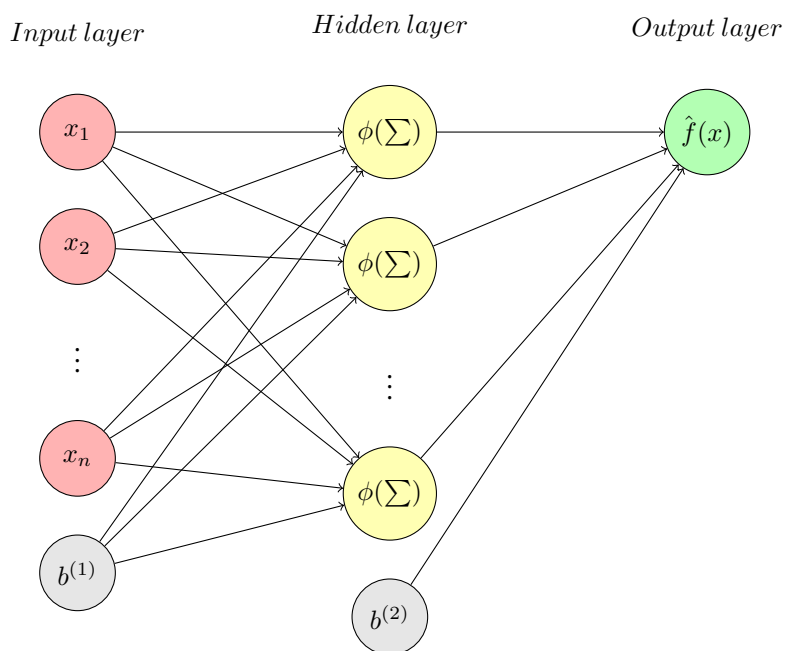 Input layer
Hidden layer
Output layer
x₁
ϕ(∑)
f̂(x)
x₂
ϕ(∑)
⋮
⋮
xₙ
ϕ(∑)
b⁽¹⁾
b⁽²⁾